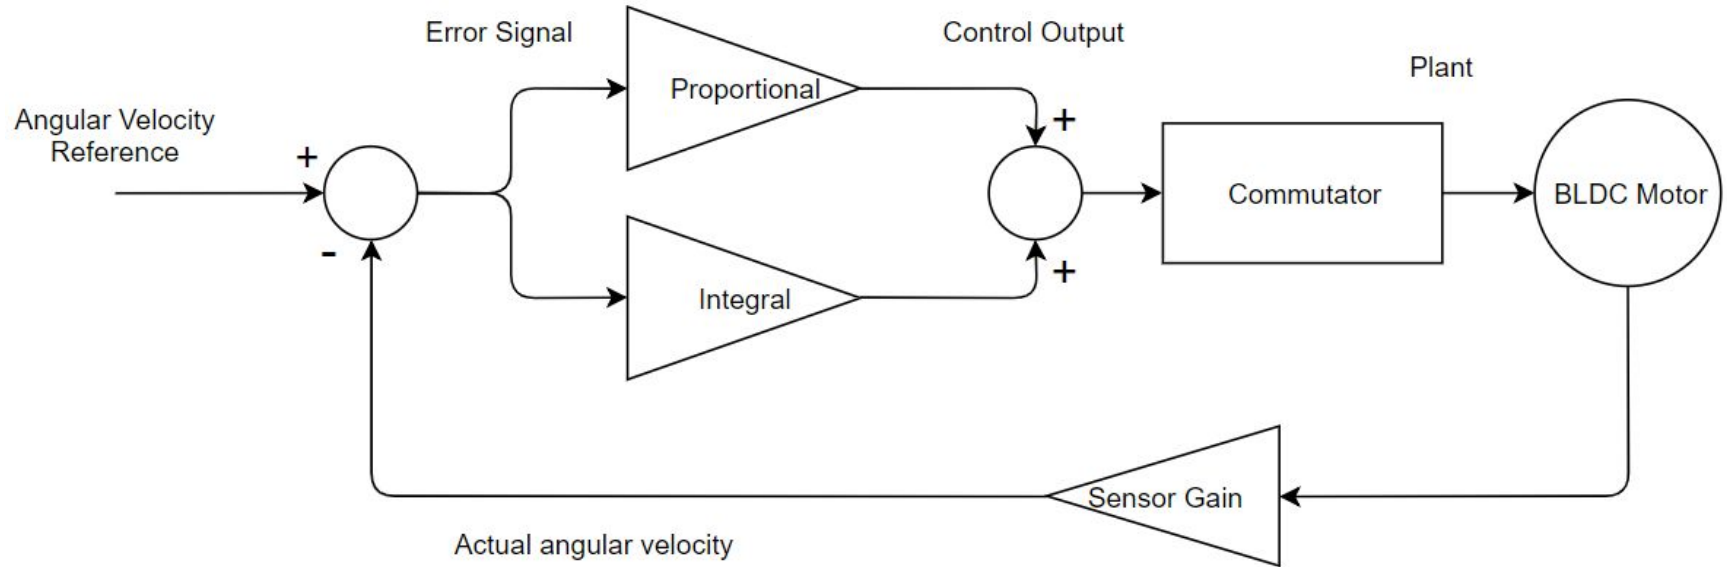 Error Signal
Control Output
Plant
Proportional
Angular Velocity
Reference
+
+
Commutator
BLDC Motor
-
+
Integral
Sensor Gain
Actual angular velocity